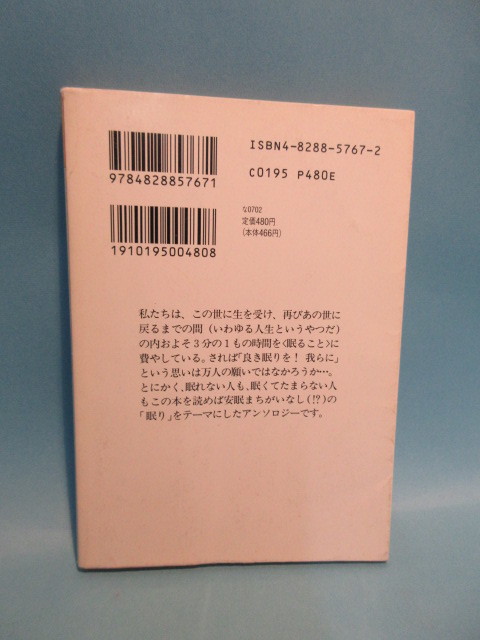 9784828857671
ISBN4-8288-5767-2
C0195 P480E
1910195004808
な0702
定価480円
(本体466円)
私たちは、この世に生を受け、再びあの世に
戻るまでの間(いわゆる人生というやつだ)
の内およそ3分の1もの時間を〈眠ること〉に
費やしている。されば「良き眠りを！我らに」
という思いは万人の願いではなかろうか…。
とにかく、眠れない人も、眠くてたまらない人
もこの本を読めば安眠まちがいなし(!?)の
「眠り」をテーマにしたアンソロジーです。